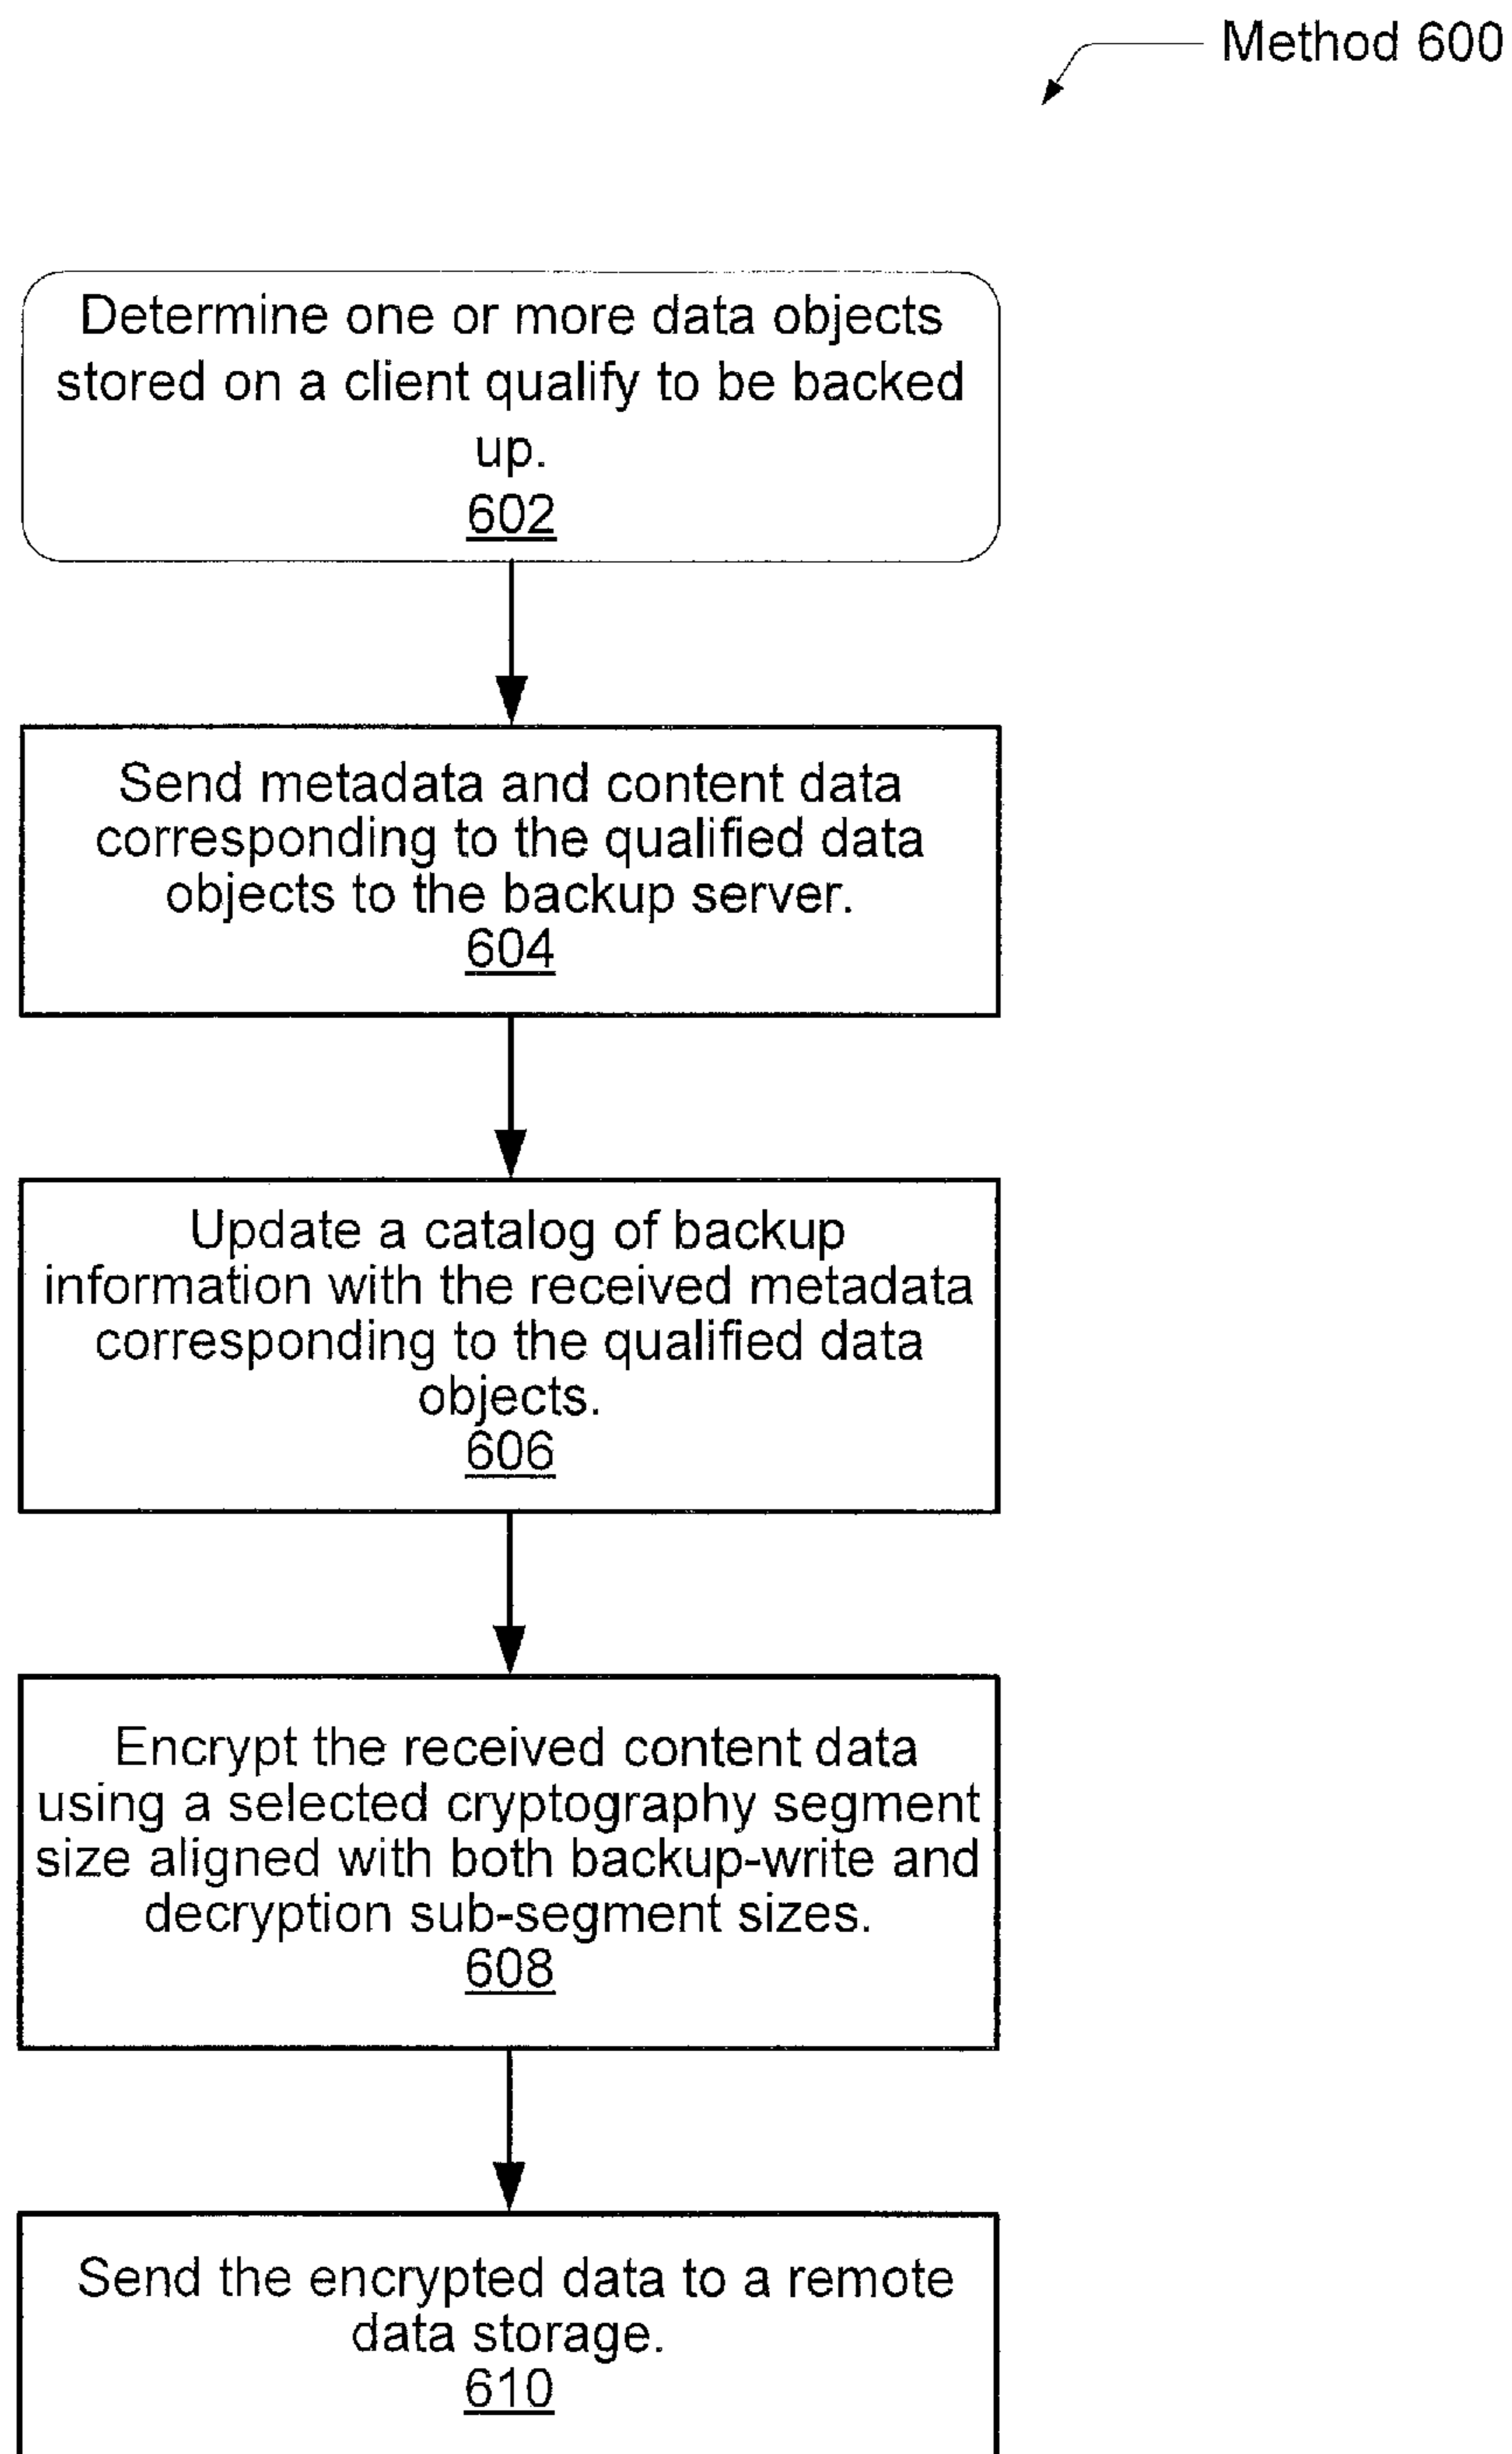 Method 600
Determine one or more data objects
stored on a client qualify to be backed
up.
602
Send metadata and content data
corresponding to the qualified data
objects to the backup server.
604
Update a catalog of backup
information with the received metadata
corresponding to the qualified data
objects.
606
Encrypt the received content data
using a selected cryptography segment
size aligned with both backup-write and
decryption sub-segment sizes.
608
Send the encrypted data to a remote
data storage.
610